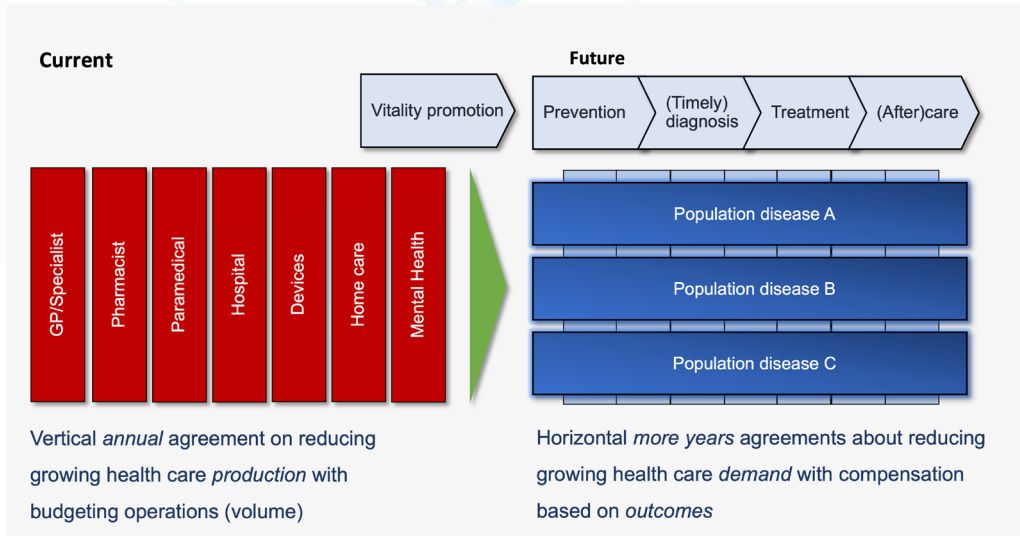 Current
Future
Vitality promotion
Prevention
(Timely)
diagnosis
Treatment
(After)care
GP/Specialist
Pharmacist
Paramedical
Hospital
Devices
Home care
Mental Health
Population disease A
Population disease B
Population disease C
Vertical annual agreement on reducing
growing health care production with
budgeting operations (volume)
Horizontal more years agreements about reducing
growing health care demand with compensation
based on outcomes